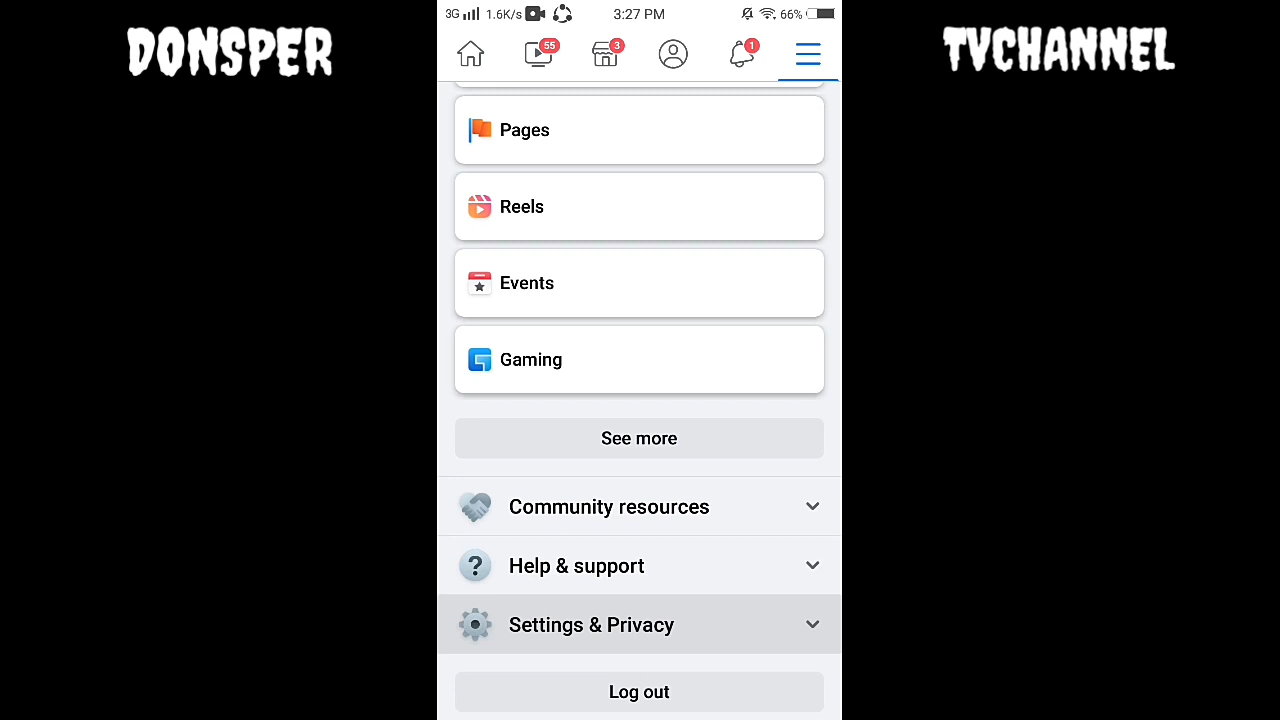 DONSPER
TVCHANNEL
3G 1.6K/s 3:27 PM 66%
55 3 1
Pages
Reels
Events
Gaming
See more
Community resources
Help & support
Settings & Privacy
Log out